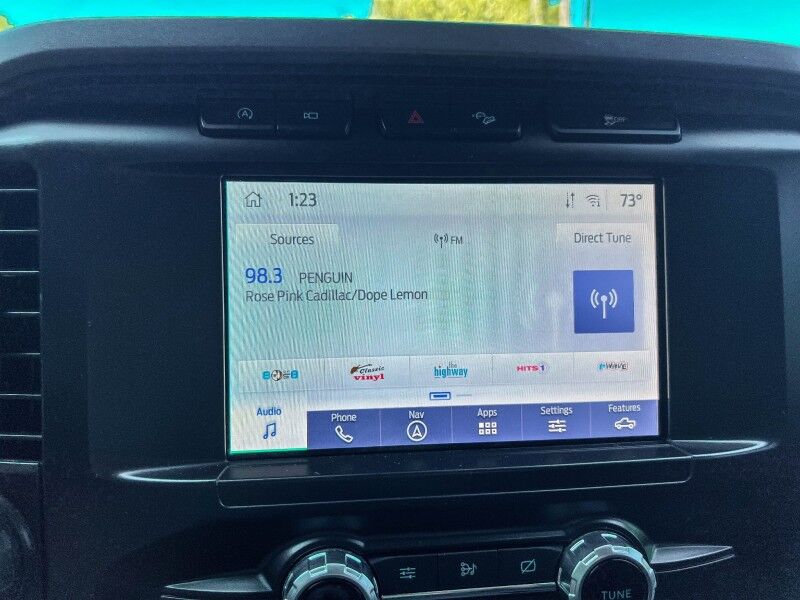 A
OFF
1:23
73°
Sources
FM
Direct Tune
98.3 PENGUIN
Rose Pink Cadillac/Dope Lemon
Classic vinyl
the highway
HITS 1
Audio
Phone
Nav
Apps
Settings
Features
TUNE